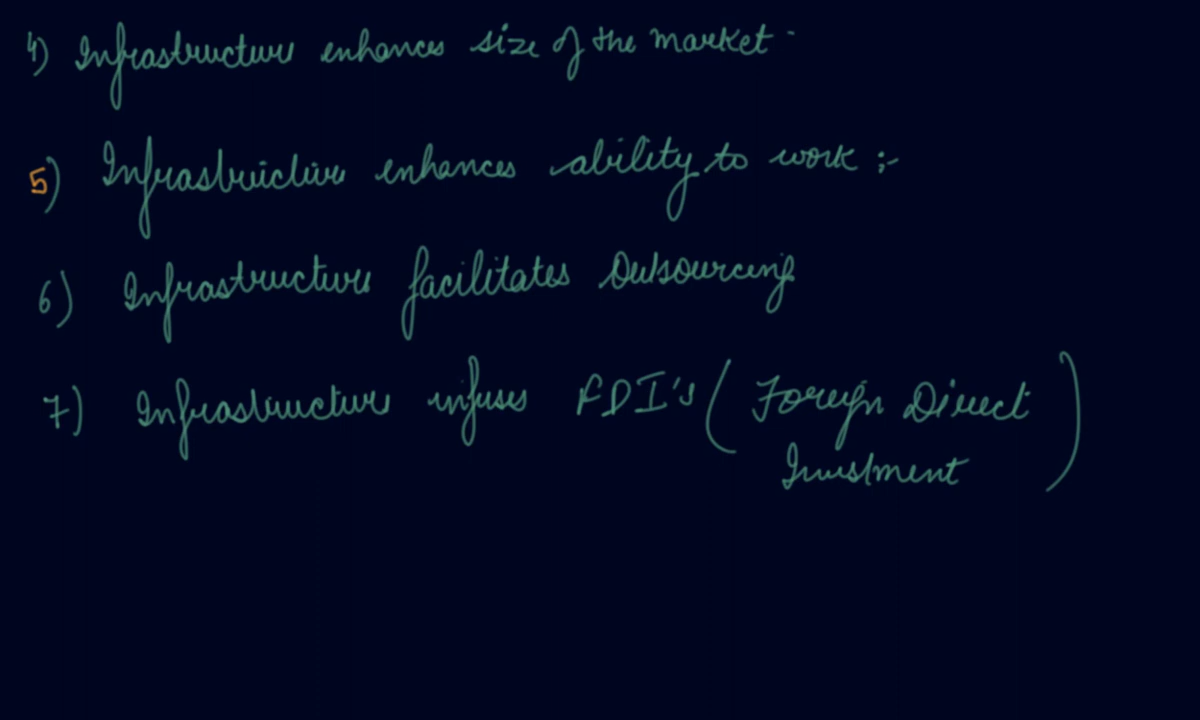 4) Infrastructure enhances size of the market.
5) Infrastructure enhances ability to work :-
6) Infrastructure facilitates Outsourcing
7) Infrastructure infuses FDI's ( Foreign Direct
Investment )